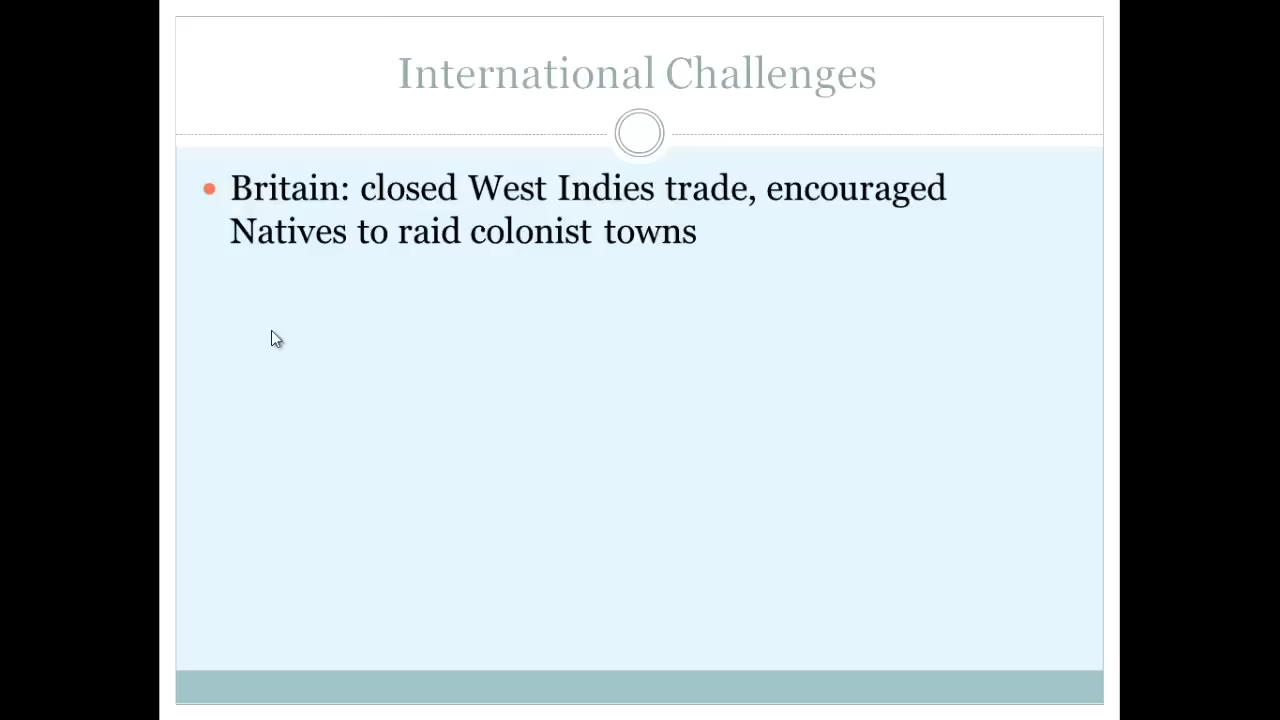 International Challenges
Britain: closed West Indies trade, encouraged
Natives to raid colonist towns